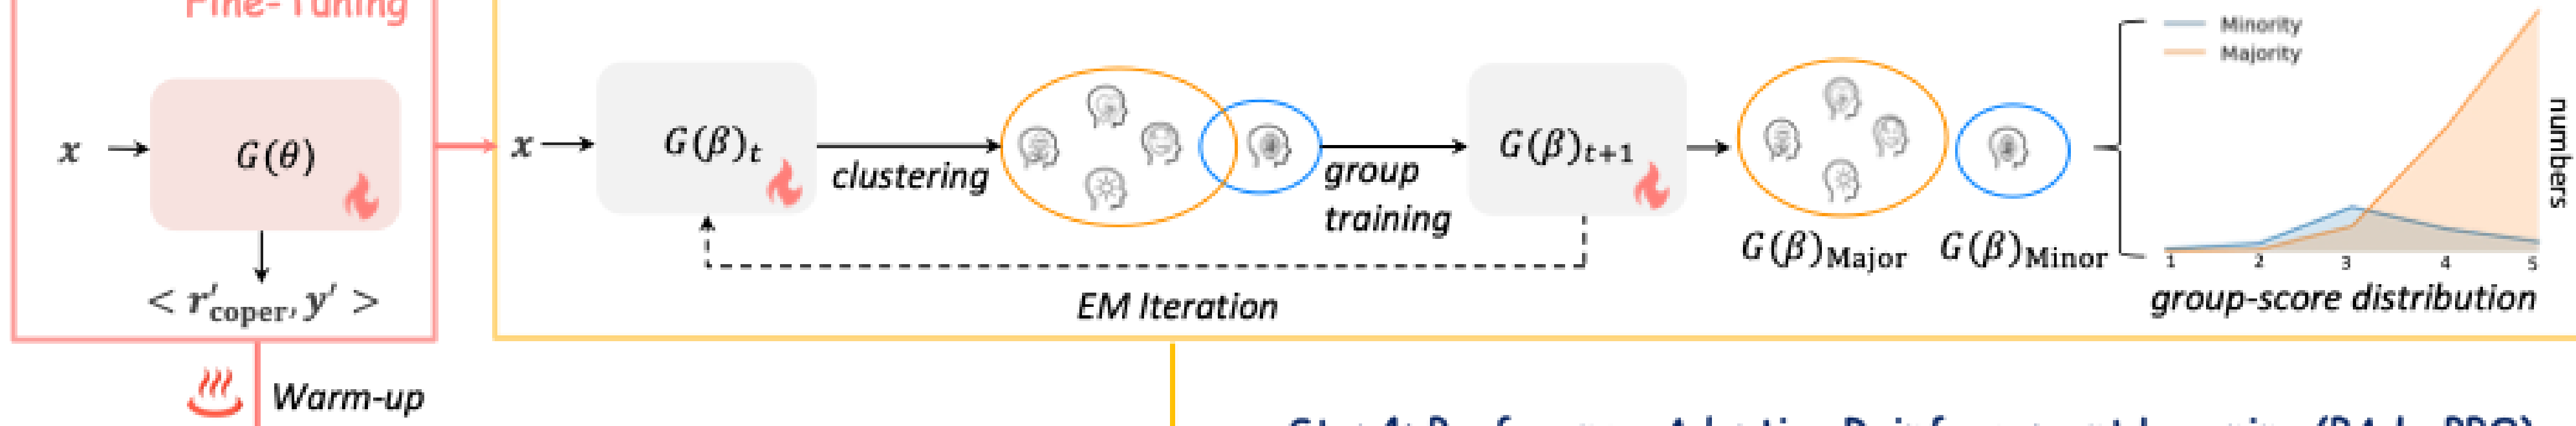 Fine-Tuning
x
G(θ)
< r′coper, y′ >
Warm-up
x
G(β)t
clustering
group
training
G(β)t+1
EM Iteration
G(β)Major
G(β)Minor
Minority
Majority
numbers
1 2 3 4 5
group-score distribution